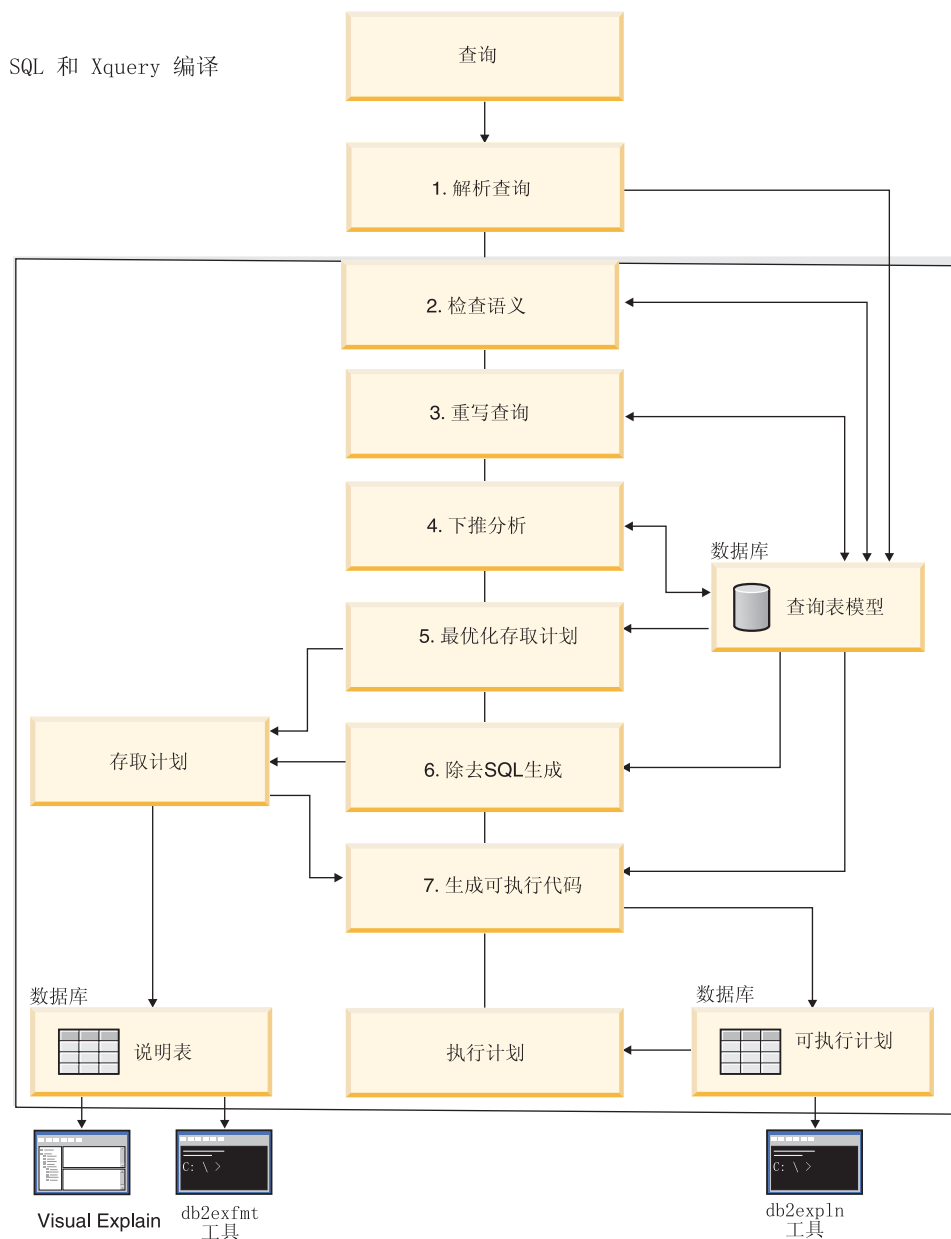 查询
SQL 和 Xquery 编译
1. 解析查询
2. 检查语义
3. 重写查询
4. 下推分析
数据库
查询表模型
5. 最优化存取计划
存取计划
6. 除去SQL生成
7. 生成可执行代码
数据库
说明表
执行计划
数据库
可执行计划
C: \ >
C: \ >
Visual Explain
db2exfmt
工具
db2expln
工具